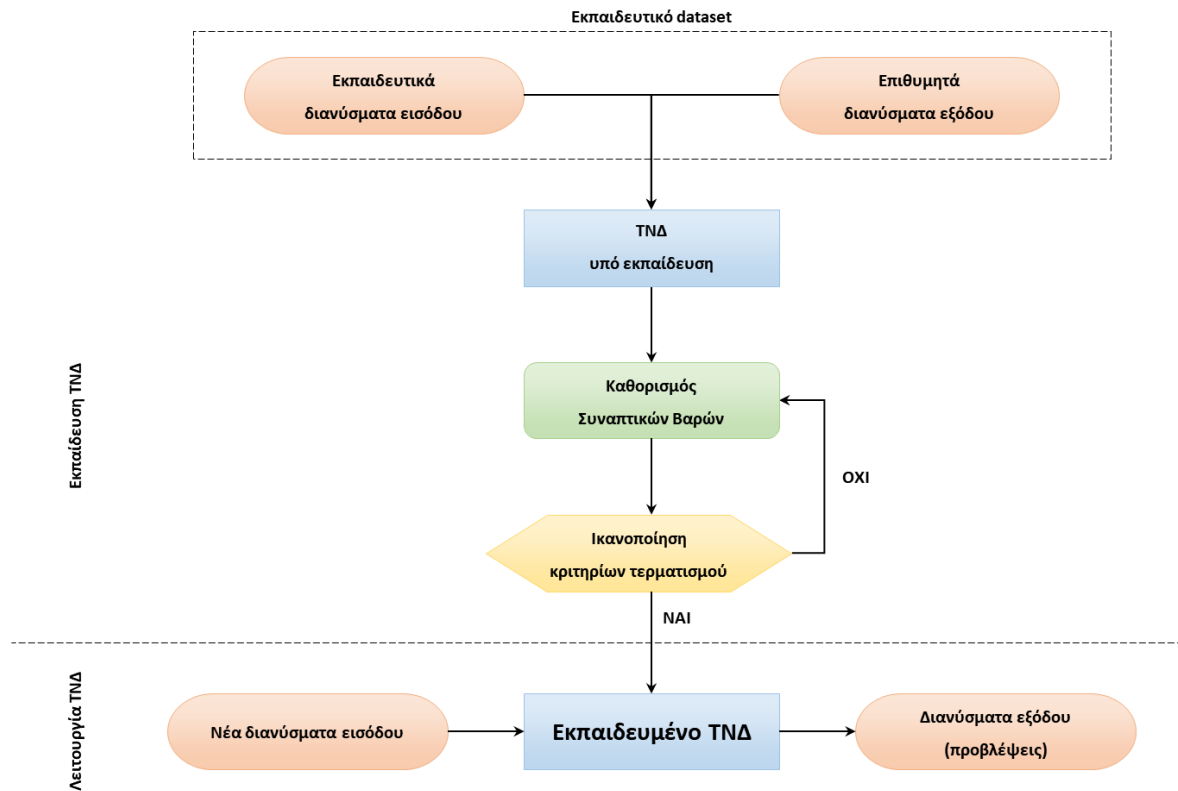 Εκπαιδευτικό dataset
Εκπαιδευτικά
διανύσματα εισόδου
Επιθυμητά
διανύσματα εξόδου
ΤΝΔ
υπό εκπαίδευση
Εκπαίδευση ΤΝΔ
Καθορισμός
Συναπτικών Βαρών
ΟΧΙ
Ικανοποίηση
κριτηρίων τερματισμού
ΝΑΙ
Λειτουργία ΤΝΔ
Νέα διανύσματα εισόδου
Εκπαιδευμένο ΤΝΔ
Διανύσματα εξόδου
(προβλέψεις)